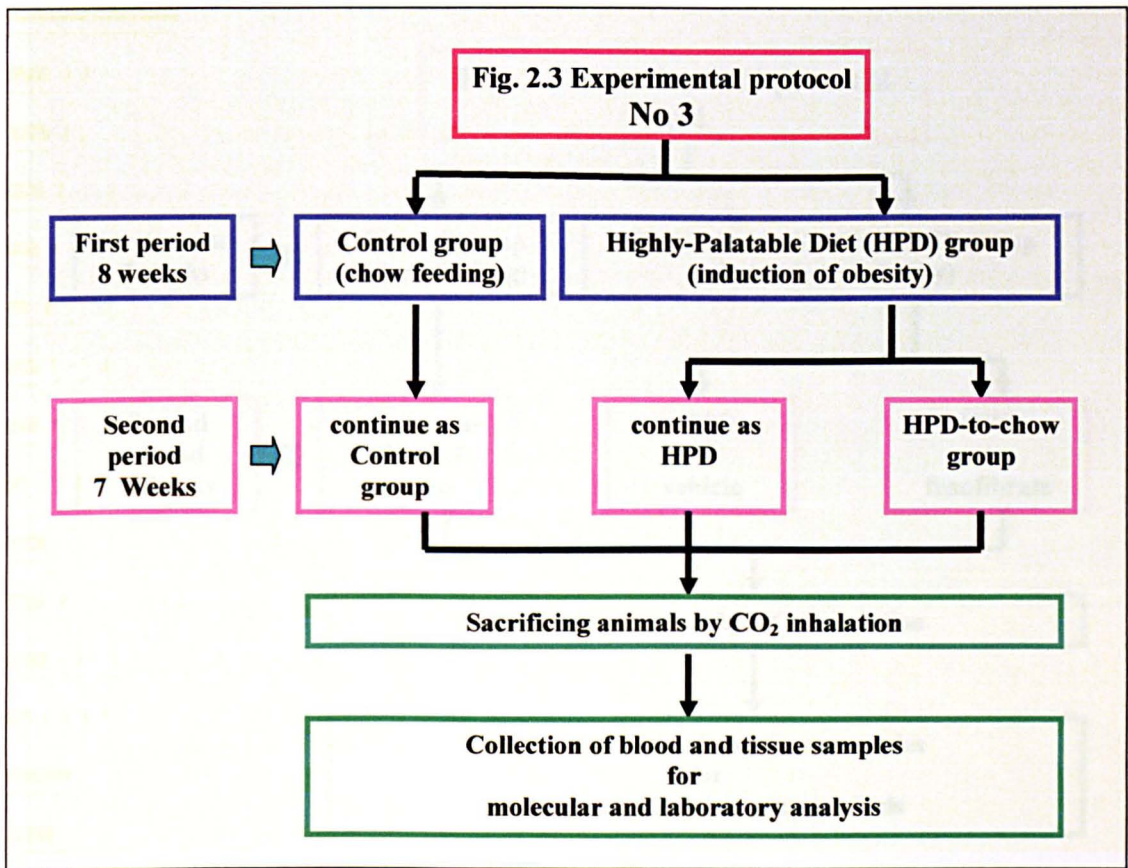 Fig. 2.3 Experimental protocol
No 3
First period
8 weeks
Control group
(chow feeding)
Highly-Palatable Diet (HPD) group
(induction of obesity)
Second
period
7 Weeks
continue as
Control
group
continue as
HPD
HPD-to-chow
group
Sacrificing animals by CO₂ inhalation
Collection of blood and tissue samples
for
molecular and laboratory analysis